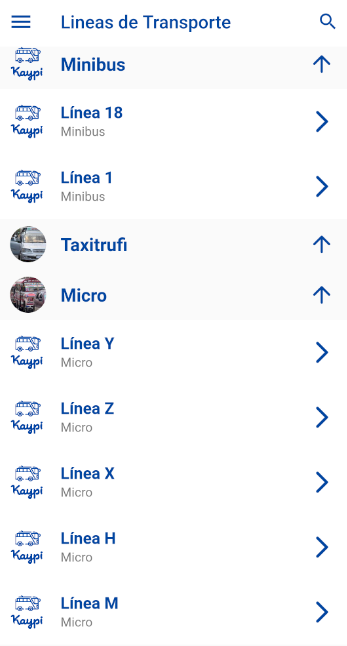 Lineas de Transporte
Kaypi
Minibus
Kaypi
Línea 18
Minibus
Kaypi
Línea 1
Minibus
Taxitrufi
Micro
Kaypi
Línea Y
Micro
Kaypi
Línea Z
Micro
Kaypi
Línea X
Micro
Kaypi
Línea H
Micro
Kaypi
Línea M
Micro